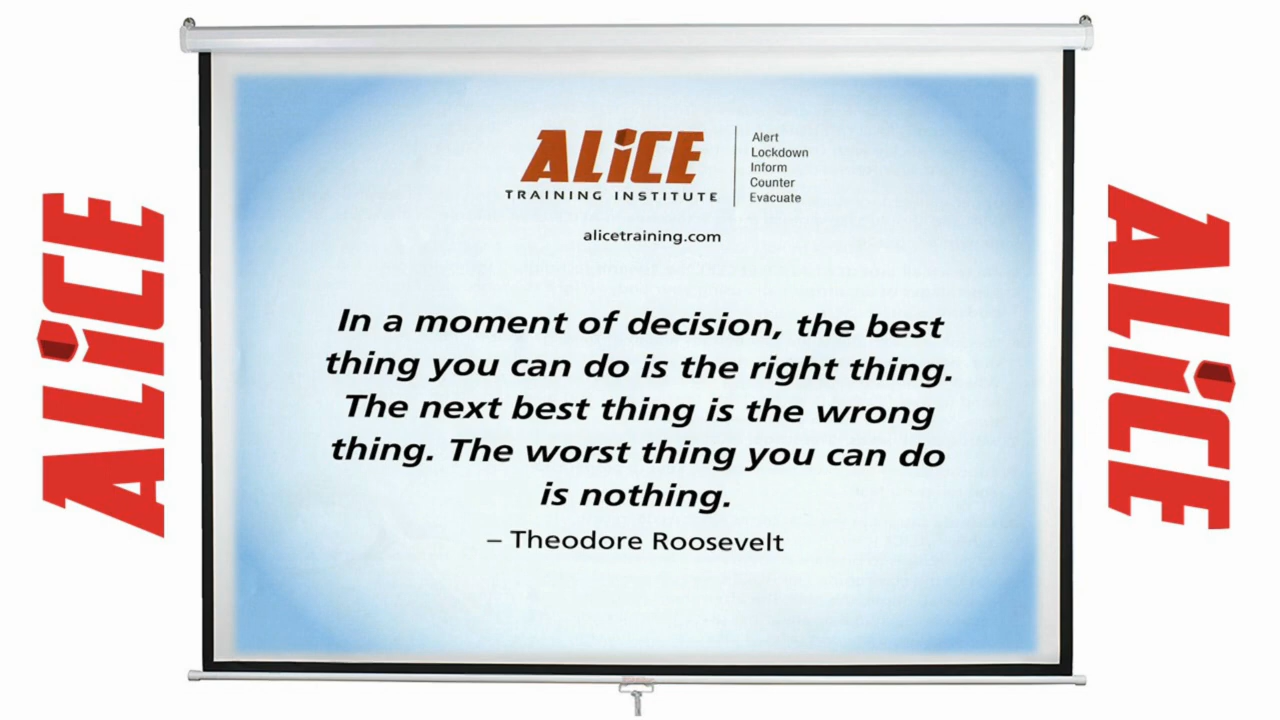 ALiCE
TRAINING INSTITUTE
Alert
Lockdown
Inform
Counter
Evacuate
alicetraining.com
In a moment of decision, the best
thing you can do is the right thing.
The next best thing is the wrong
thing. The worst thing you can do
is nothing.
– Theodore Roosevelt
ALiCE
ALiCE